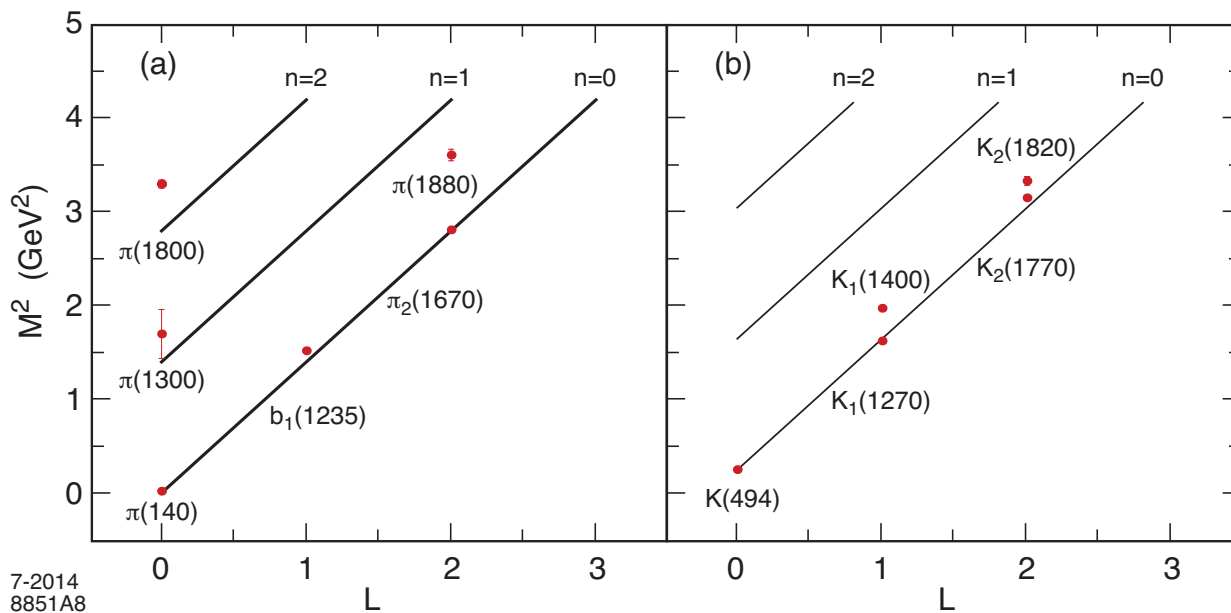 5
4
3
2
1
0
M² (GeV²)
(a)
n=2
n=1
n=0
π(1800)
π(1300)
π(140)
b₁(1235)
π₂(1670)
π(1880)
0
1
2
3
L
(b)
n=2
n=1
n=0
K₂(1820)
K₂(1770)
K₁(1400)
K₁(1270)
K(494)
0
1
2
3
L
7-2014
8851A8